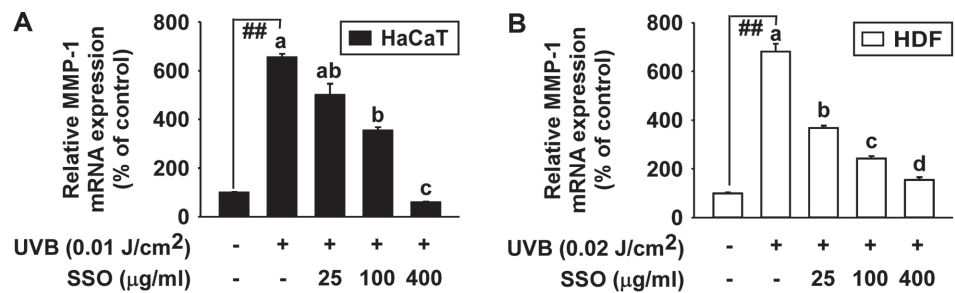 A
Relative MMP-1
mRNA expression
(% of control)
800
600
400
200
0
##
a
ab
b
c
HaCaT
UVB (0.01 J/cm2) - + + + +
SSO (μg/ml) - - 25 100 400
B
Relative MMP-1
mRNA expression
(% of control)
800
600
400
200
0
##
a
b
c
d
HDF
UVB (0.02 J/cm2) - + + + +
SSO (μg/ml) - - 25 100 400